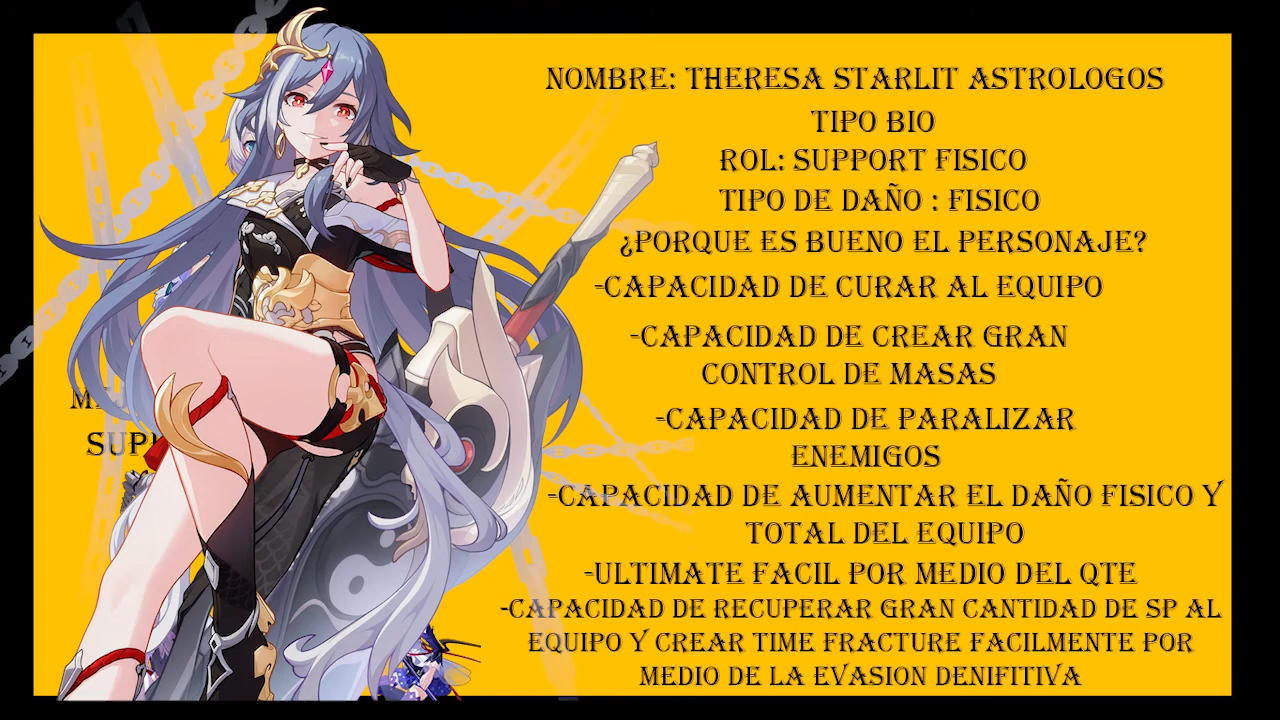 NOMBRE: THERESA STARLIT ASTROLOGOS
TIPO BIO
ROL: SUPPORT FISICO
TIPO DE DAÑO : FISICO
¿PORQUE ES BUENO EL PERSONAJE?
-CAPACIDAD DE CURAR AL EQUIPO
-CAPACIDAD DE CREAR GRAN
CONTROL DE MASAS
-CAPACIDAD DE PARALIZAR
ENEMIGOS
-CAPACIDAD DE AUMENTAR EL DAÑO FISICO Y
TOTAL DEL EQUIPO
-ULTIMATE FACIL POR MEDIO DEL QTE
-CAPACIDAD DE RECUPERAR GRAN CANTIDAD DE SP AL
EQUIPO Y CREAR TIME FRACTURE FACILMENTE POR
MEDIO DE LA EVASION DENIFITIVA